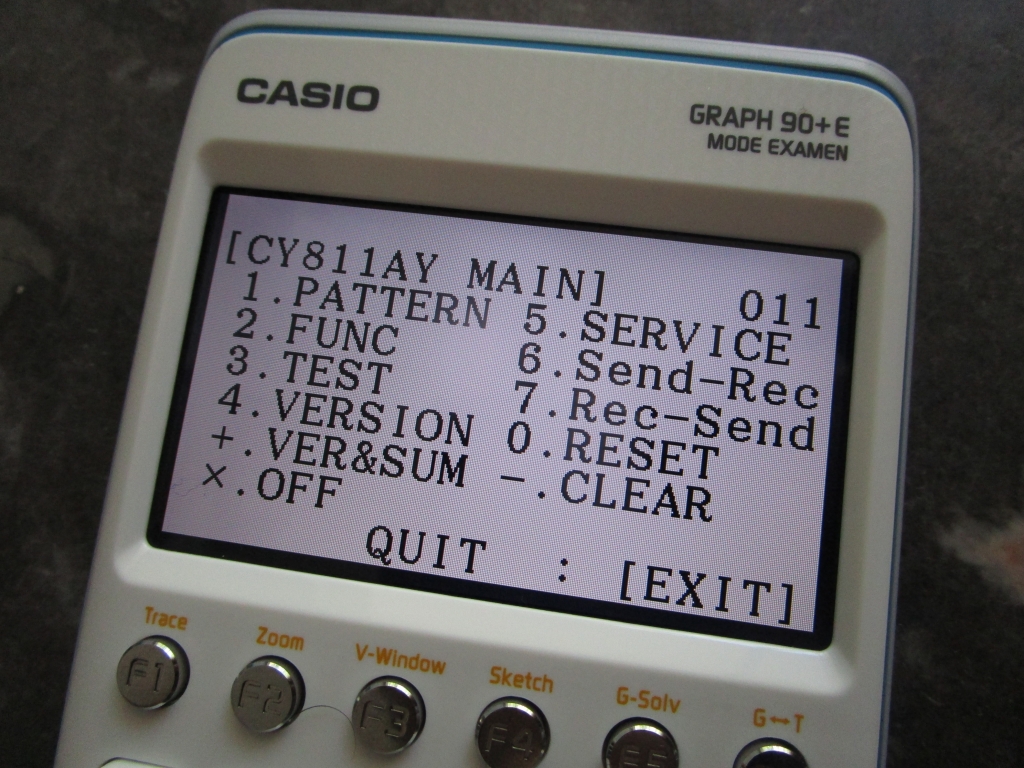 CASIO
GRAPH 90+E
MODE EXAMEN
[CY811AY MAIN] 011
1.PATTERN 5.SERVICE
2.FUNC 6.Send-Rec
3.TEST 7.Rec-Send
4.VERSION 0.RESET
+.VER&SUM -.CLEAR
×.OFF
QUIT : [EXIT]
Trace Zoom V-Window Sketch G-Solv G↔T
F1 F2 F3 F4 F5